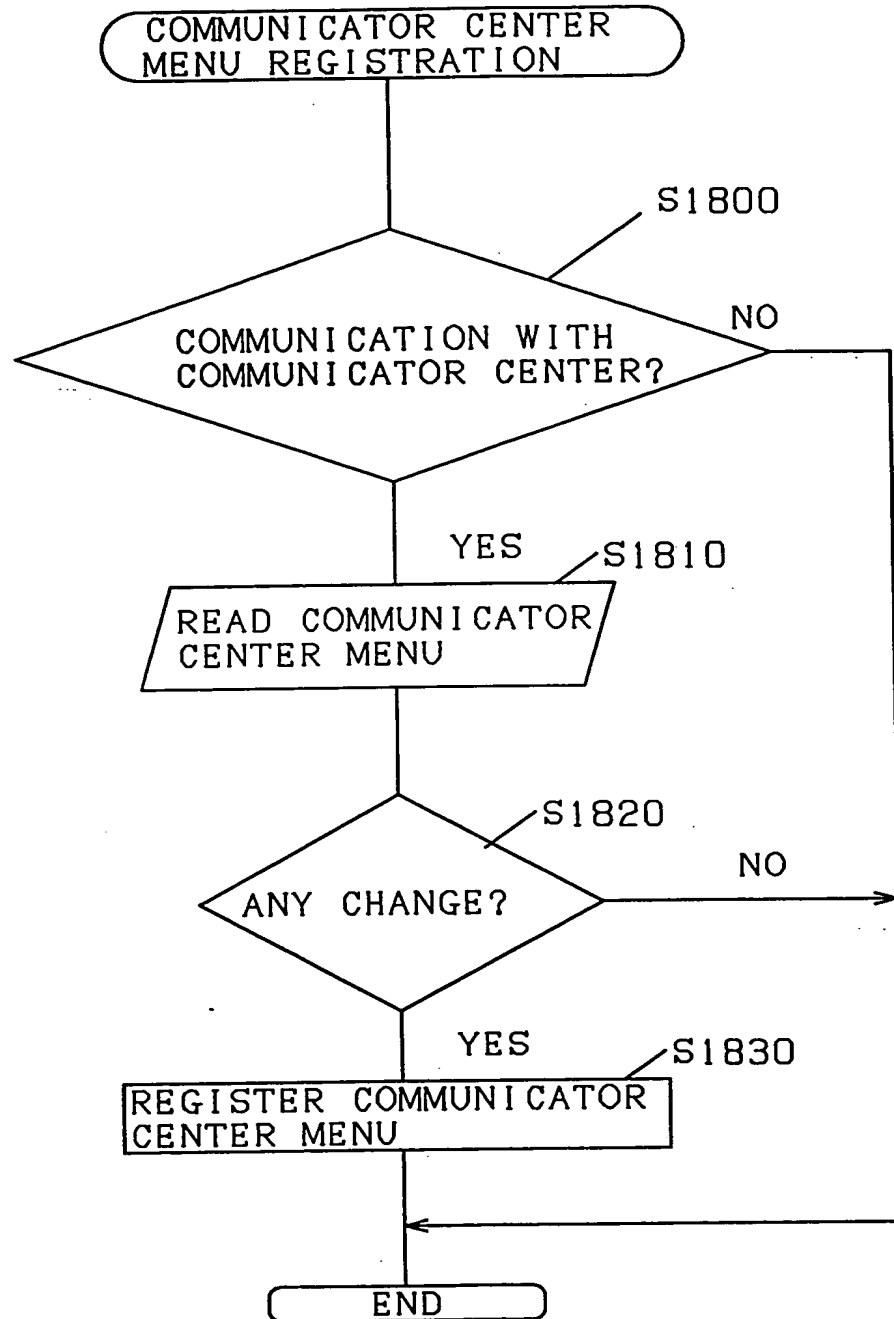 COMMUNICATOR CENTER
MENU REGISTRATION
S1800
NO
COMMUNICATION WITH
COMMUNICATOR CENTER?
YES
S1810
READ COMMUNICATOR
CENTER MENU
S1820
NO
ANY CHANGE?
YES
S1830
REGISTER COMMUNICATOR
CENTER MENU
END